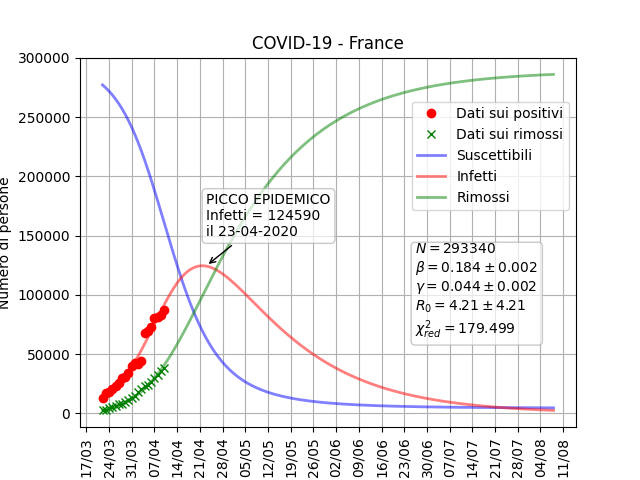 COVID-19 - France
Numero di persone
300000
250000
200000
150000
100000
50000
0
Dati sui positivi
Dati sui rimossi
Suscettibili
Infetti
Rimossi
PICCO EPIDEMICO
Infetti = 124590
il 23-04-2020
N = 293340
β = 0.184 ± 0.002
γ = 0.044 ± 0.002
R₀ = 4.21 ± 4.21
χ²_red = 179.499
17/03
24/03
31/03
07/04
14/04
21/04
28/04
05/05
12/05
19/05
26/05
02/06
09/06
16/06
23/06
30/06
07/07
14/07
21/07
28/07
04/08
11/08